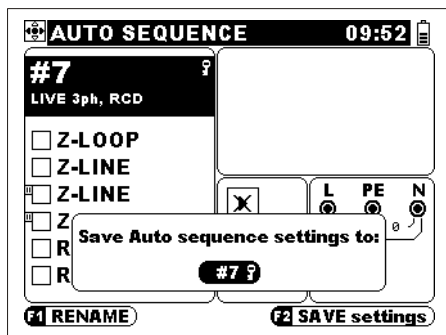 AUTO SEQUENCE 09:52
#7
LIVE 3ph, RCD
Z-LOOP
Z-LINE
Z-LINE
Z
R
R
L PE N
0
Save Auto sequence settings to:
#7
F1 RENAME
F2 SAVE settings